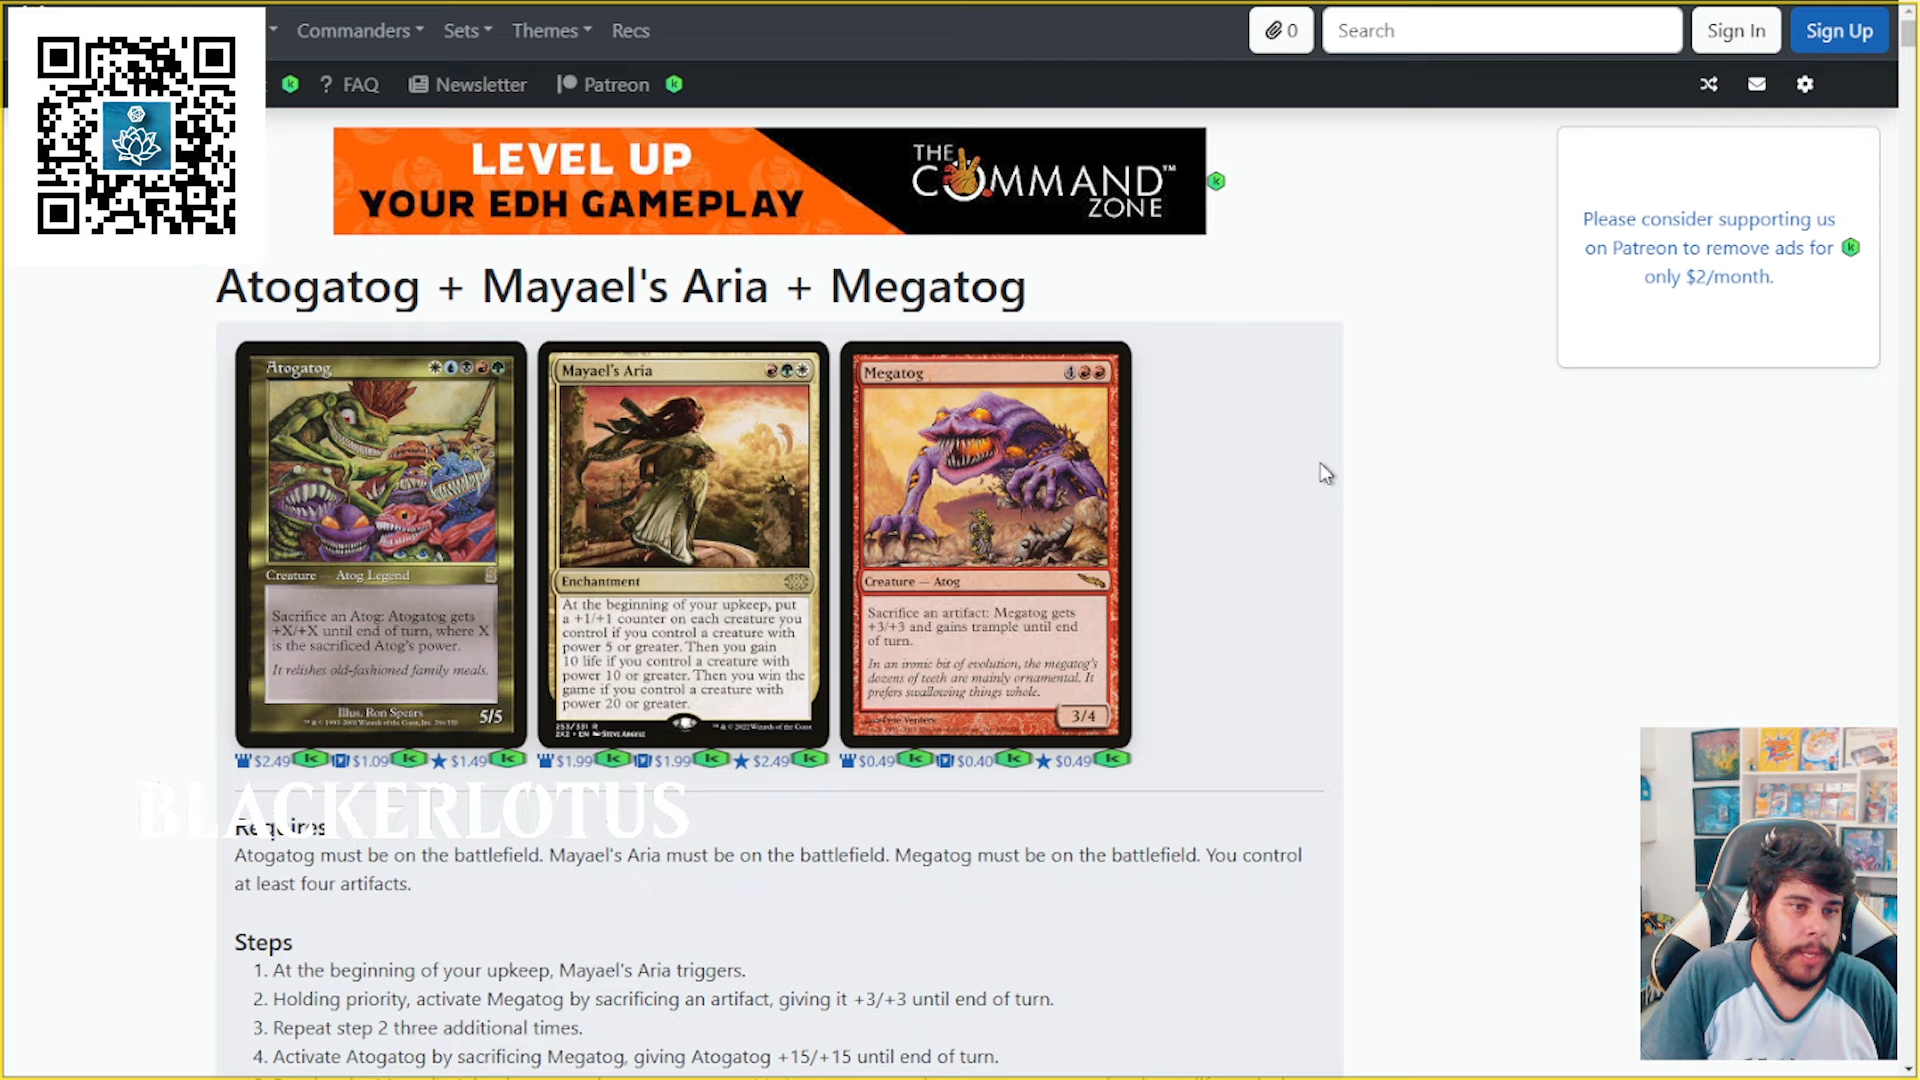 Commanders Sets Themes Recs 0 Search Sign In Sign Up
k ? FAQ Newsletter Patreon k
LEVEL UP
YOUR EDH GAMEPLAY
THE
COMMAND™
ZONE
k
Please consider supporting us
on Patreon to remove ads for k
only $2/month.
Atogatog + Mayael's Aria + Megatog
Atogatog
Creature — Atog Legend
Sacrifice an Atog: Atogatog gets
+X/+X until end of turn, where X
is the sacrificed Atog's power.
It relishes old-fashioned family meals.
Illus. Ron Spears
5/5
Mayael's Aria
Enchantment
At the beginning of your upkeep, put
a +1/+1 counter on each creature you
control if you control a creature with
power 5 or greater. Then you gain
10 life if you control a creature with
power 10 or greater. Then you win the
game if you control a creature with
power 20 or greater.
253/331 R
2X2 • EN STEVE ARGYLE
Megatog 4
Creature — Atog
Sacrifice an artifact: Megatog gets
+3/+3 and gains trample until end
of turn.
In an ironic bit of evolution, the megatog's
dozens of teeth are mainly ornamental. It
prefers swallowing things whole.
3/4
$2.49 k $1.09 k $1.49 k $1.99 k $1.99 k $2.49 k $0.49 k $0.40 k $0.49 k
BLACKERLOTUS
Requires
Atogatog must be on the battlefield. Mayael's Aria must be on the battlefield. Megatog must be on the battlefield. You control
at least four artifacts.
Steps
1. At the beginning of your upkeep, Mayael's Aria triggers.
2. Holding priority, activate Megatog by sacrificing an artifact, giving it +3/+3 until end of turn.
3. Repeat step 2 three additional times.
4. Activate Atogatog by sacrificing Megatog, giving Atogatog +15/+15 until end of turn.